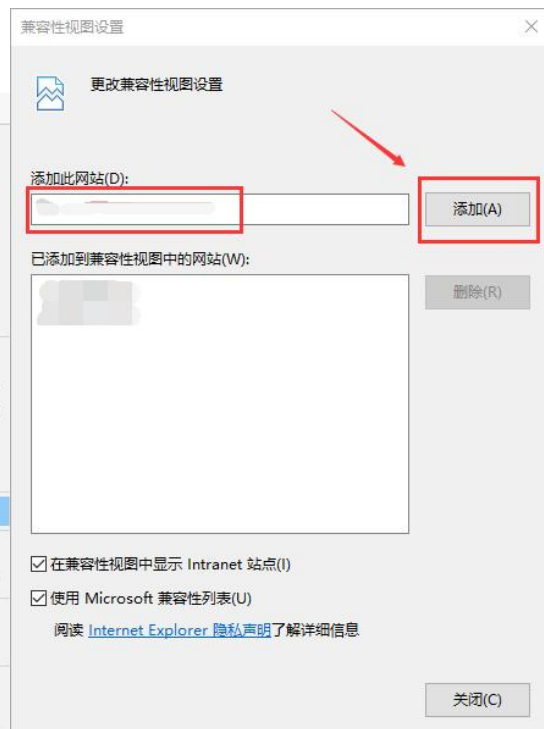 兼容性视图设置
更改兼容性视图设置
添加此网站(D):
添加(A)
已添加到兼容性视图中的网站(W):
删除(R)
在兼容性视图中显示 Intranet 站点(I)
使用 Microsoft 兼容性列表(U)
阅读 Internet Explorer 隐私声明了解详细信息
关闭(C)